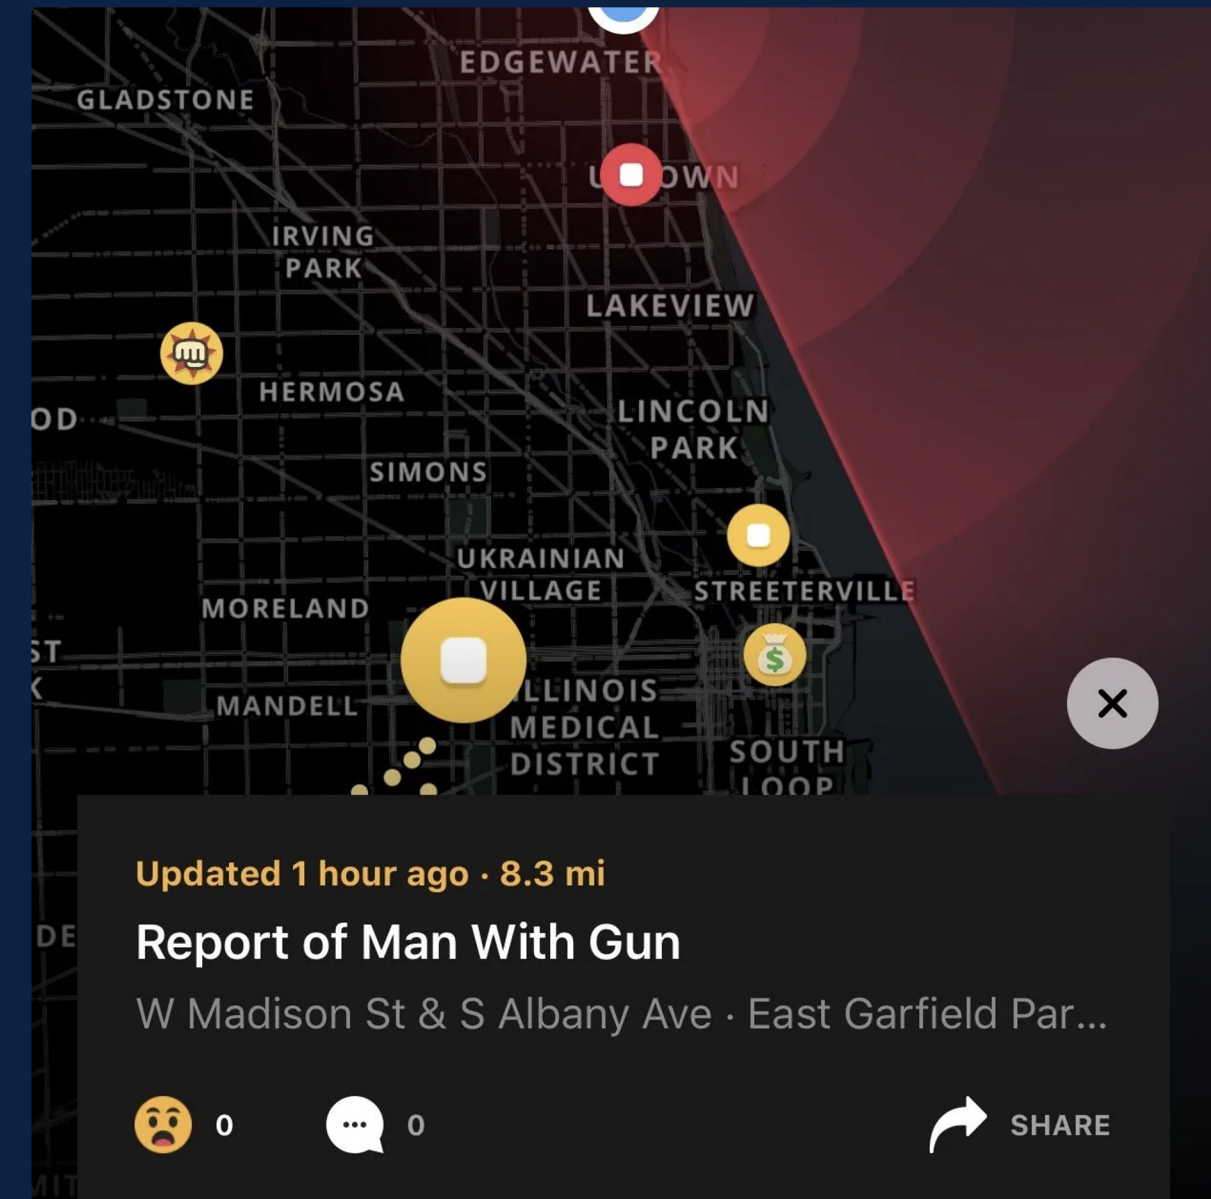 EDGEWATER
GLADSTONE
IRVING
PARK
LAKEVIEW
HERMOSA
OD
LINCOLN
PARK
SIMONS
UKRAINIAN
VILLAGE
STREETERVILLE
MORELAND
ST
K
$
MANDELL
ILLINOIS
MEDICAL
DISTRICT
SOUTH
LOOP
Updated 1 hour ago · 8.3 mi
Report of Man With Gun
DE
W Madison St & S Albany Ave · East Garfield Par...
0
0
SHARE